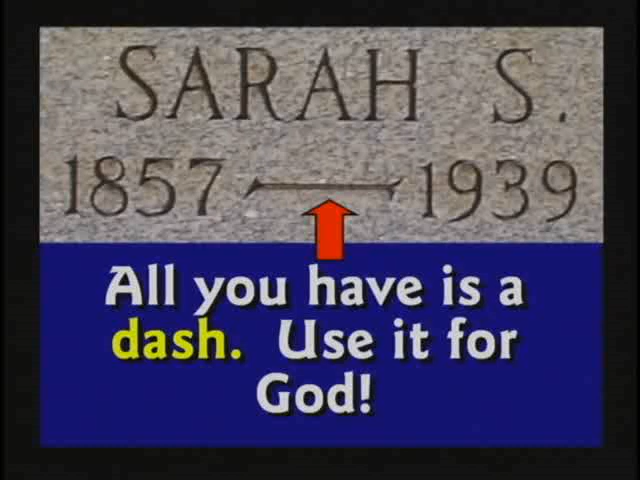 SARAH S.
1857 — 1939
All you have is a
dash. Use it for
God!